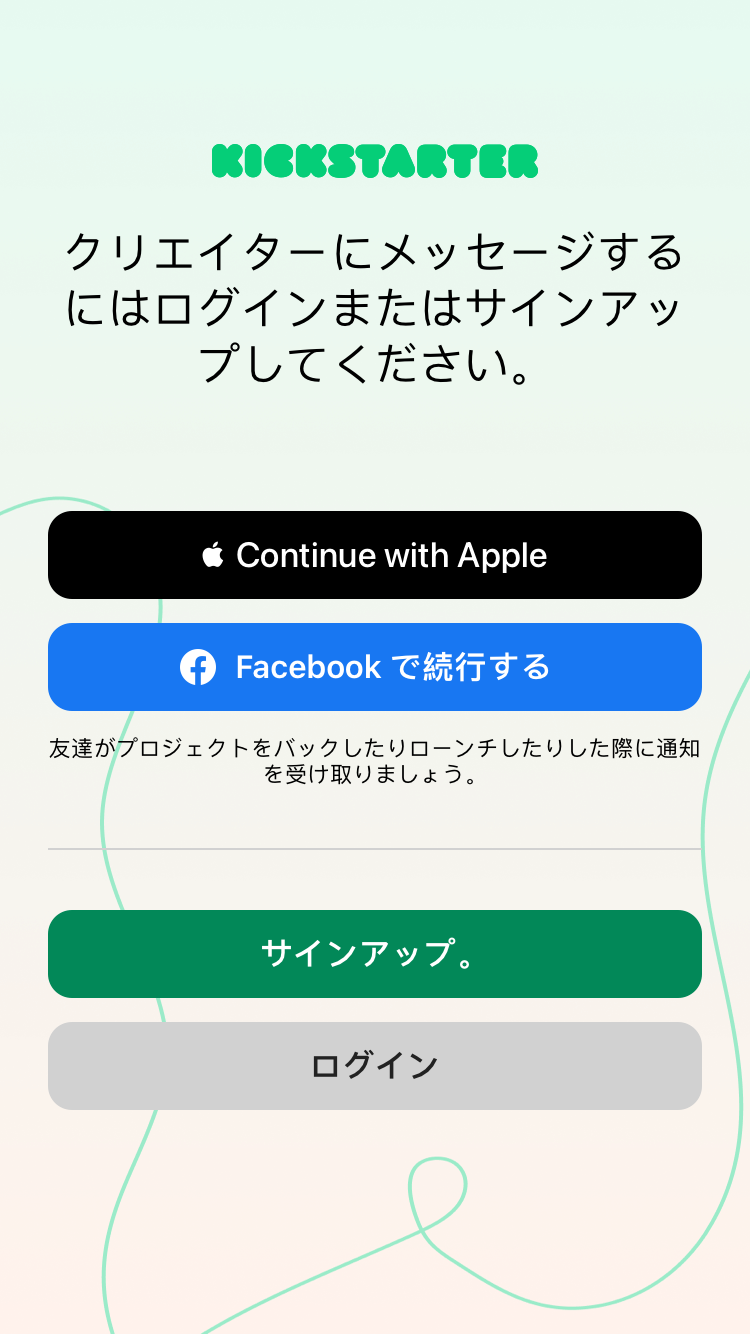 KICKSTARTER
クリエイターにメッセージする
にはログインまたはサインアッ
プしてください。
Continue with Apple
Facebook で続行する
友達がプロジェクトをバックしたりローンチしたりした際に通知
を受け取りましょう。
サインアップ。
ログイン